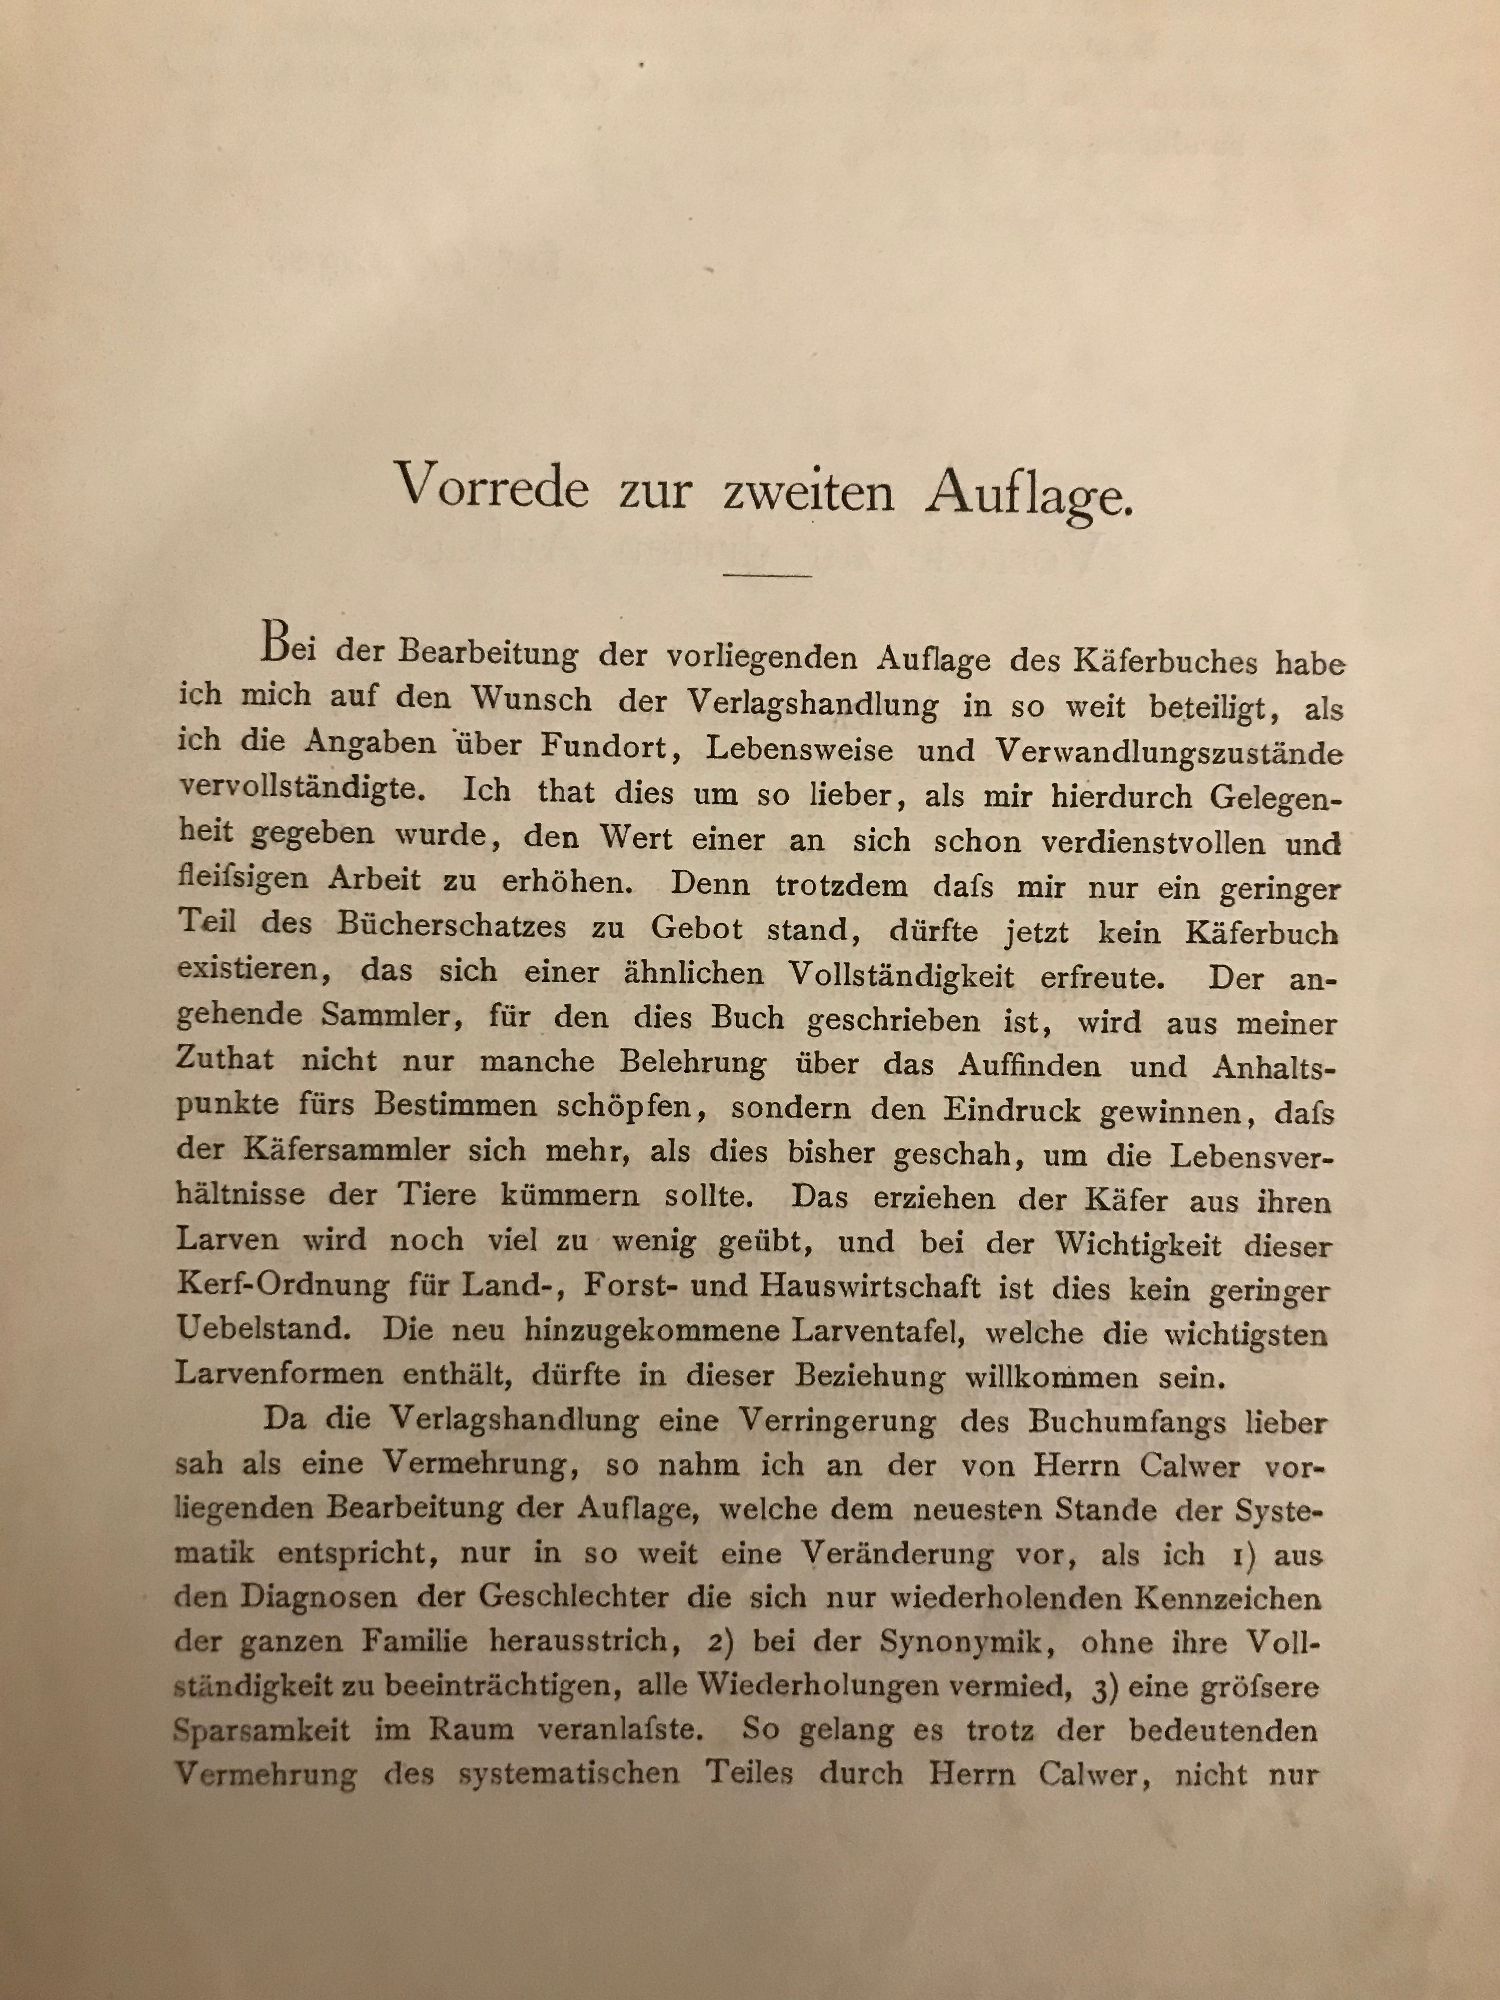 Vorrede zur zweiten Auflage.
Bei der Bearbeitung der vorliegenden Auflage des Käferbuches habe
ich mich auf den Wunsch der Verlagshandlung in so weit beteiligt, als
ich die Angaben über Fundort, Lebensweise und Verwandlungszustände
vervollständigte. Ich that dies um so lieber, als mir hierdurch Gelegen-
heit gegeben wurde, den Wert einer an sich schon verdienstvollen und
fleiſsigen Arbeit zu erhöhen. Denn trotzdem daſs mir nur ein geringer
Teil des Bücherschatzes zu Gebot stand, dürfte jetzt kein Käferbuch
existieren, das sich einer ähnlichen Vollständigkeit erfreute. Der an-
gehende Sammler, für den dies Buch geschrieben ist, wird aus meiner
Zuthat nicht nur manche Belehrung über das Auffinden und Anhalts-
punkte fürs Bestimmen schöpfen, sondern den Eindruck gewinnen, daſs
der Käfersammler sich mehr, als dies bisher geschah, um die Lebensver-
hältnisse der Tiere kümmern sollte. Das erziehen der Käfer aus ihren
Larven wird noch viel zu wenig geübt, und bei der Wichtigkeit dieser
Kerf-Ordnung für Land-, Forst- und Hauswirtschaft ist dies kein geringer
Uebelstand. Die neu hinzugekommene Larventafel, welche die wichtigsten
Larvenformen enthält, dürfte in dieser Beziehung willkommen sein.
Da die Verlagshandlung eine Verringerung des Buchumfangs lieber
sah als eine Vermehrung, so nahm ich an der von Herrn Calwer vor-
liegenden Bearbeitung der Auflage, welche dem neuesten Stande der Syste-
matik entspricht, nur in so weit eine Veränderung vor, als ich 1) aus
den Diagnosen der Geschlechter die sich nur wiederholenden Kennzeichen
der ganzen Familie herausstrich, 2) bei der Synonymik, ohne ihre Voll-
ständigkeit zu beeinträchtigen, alle Wiederholungen vermied, 3) eine gröſsere
Sparsamkeit im Raum veranlaſste. So gelang es trotz der bedeutenden
Vermehrung des systematischen Teiles durch Herrn Calwer, nicht nur